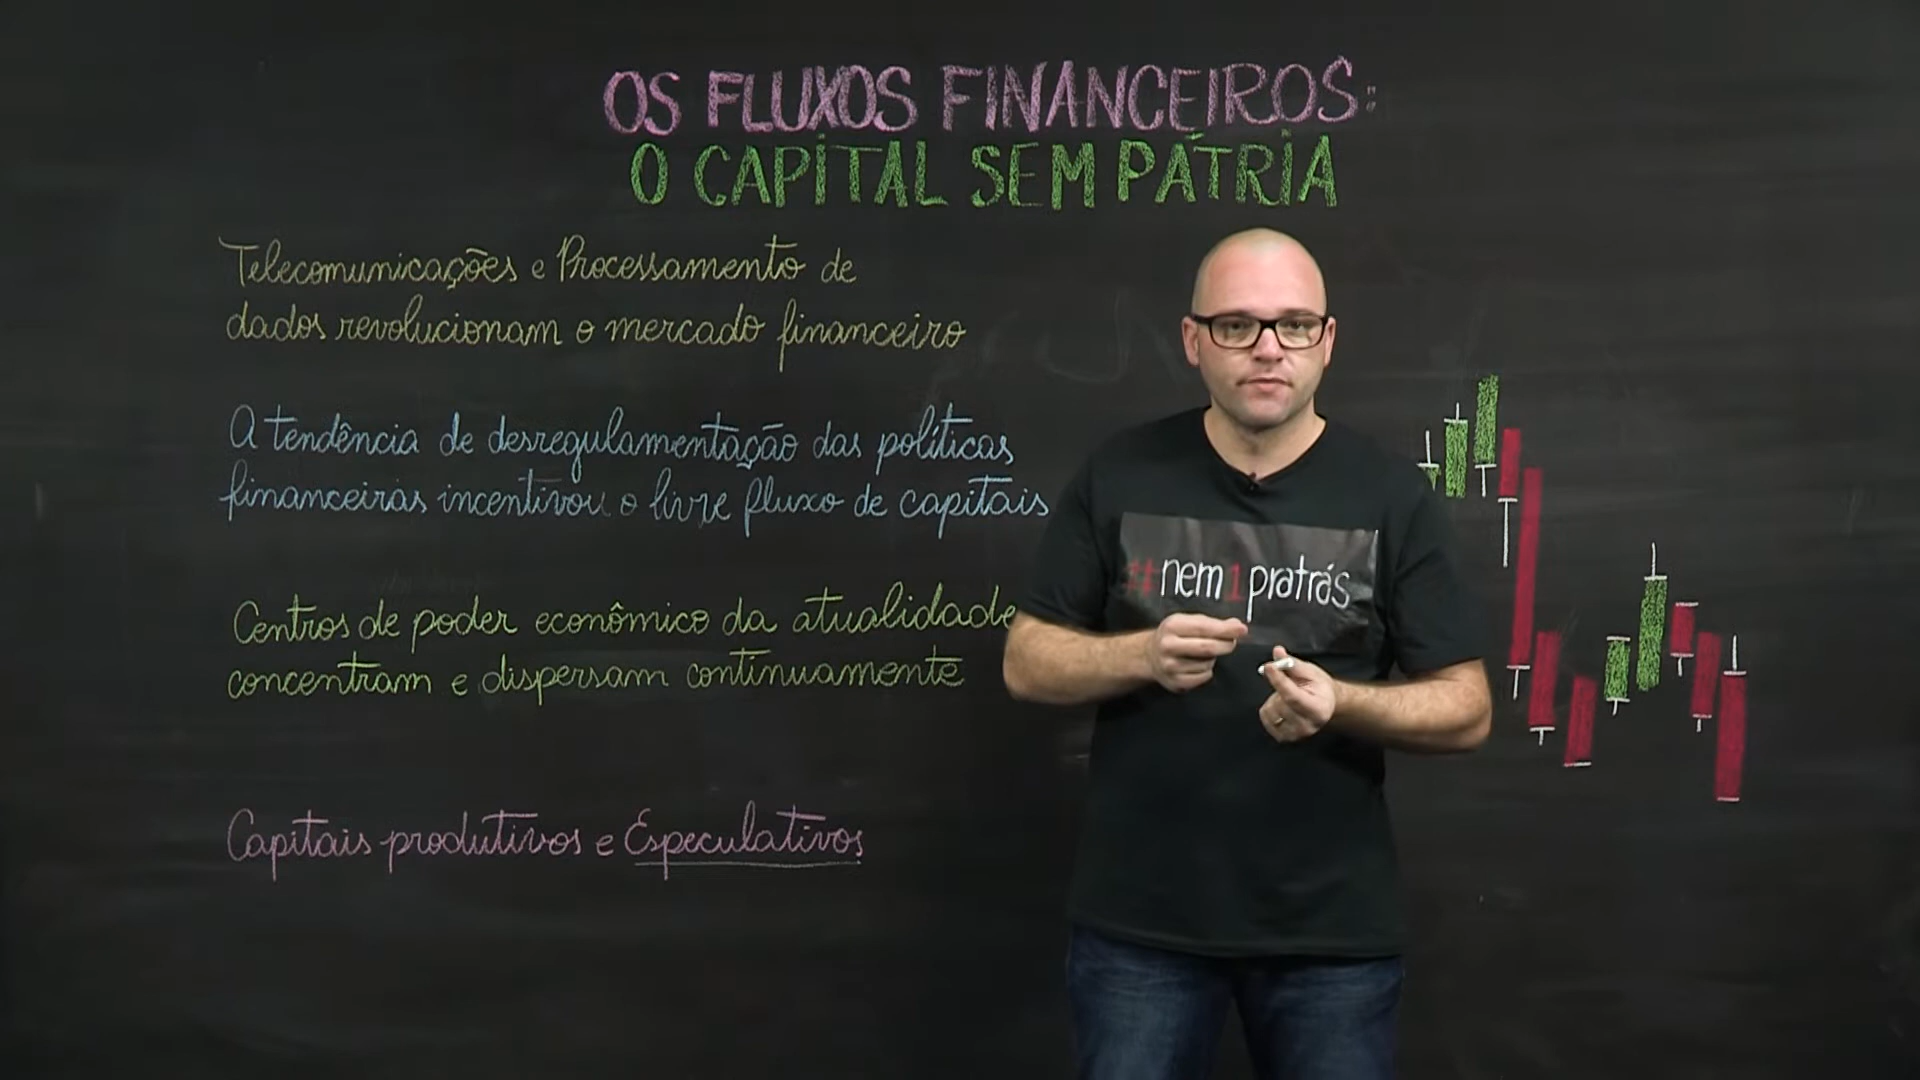 OS FLUXOS FINANCEIROS:
O CAPITAL SEM PÁTRIA
Telecomunicações e Processamento de
dados revolucionam o mercado financeiro
A tendência de desregulamentação das políticas
financeiras incentivou o livre fluxo de capitais
Centros de poder econômico da atualidade
concentram e dispersam continuamente
Capitais produtivos e Especulativos
#nem1pratrás